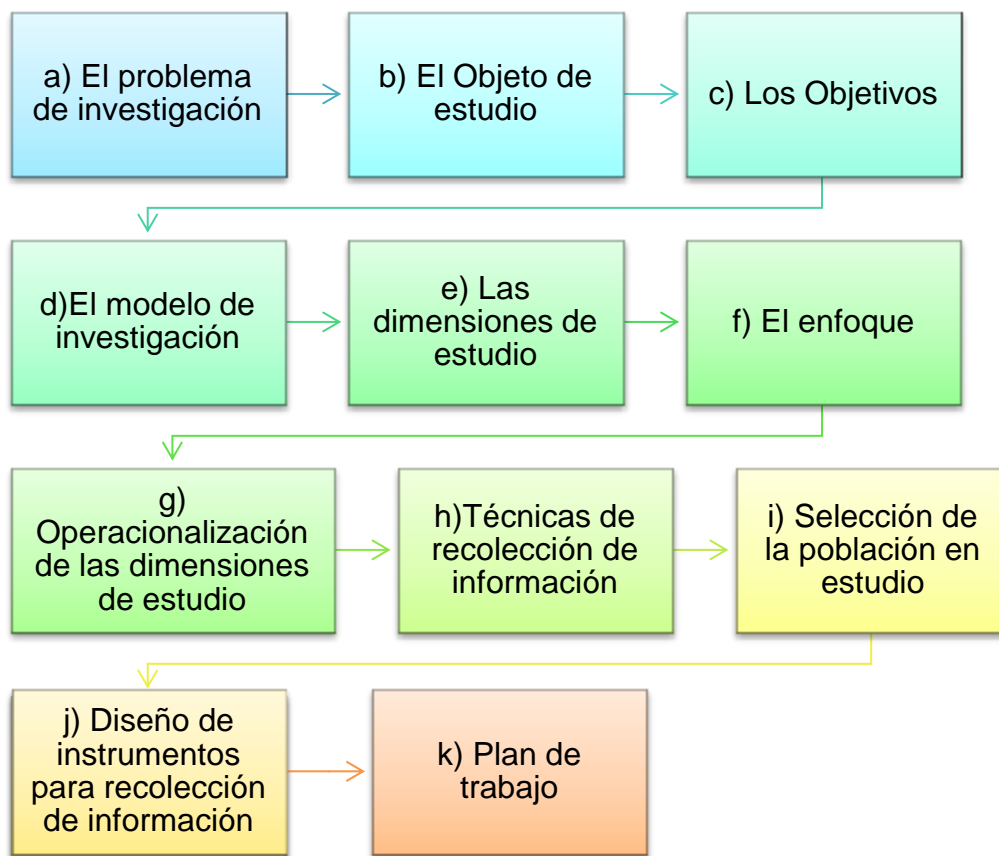 a) El problema
de investigación
b) El Objeto de
estudio
c) Los Objetivos
d)El modelo de
investigación
e) Las
dimensiones de
estudio
f) El enfoque
g)
Operacionalización
de las dimensiones
de estudio
h)Técnicas de
recolección de
información
i) Selección de
la población en
estudio
j) Diseño de
instrumentos
para recolección
de información
k) Plan de
trabajo